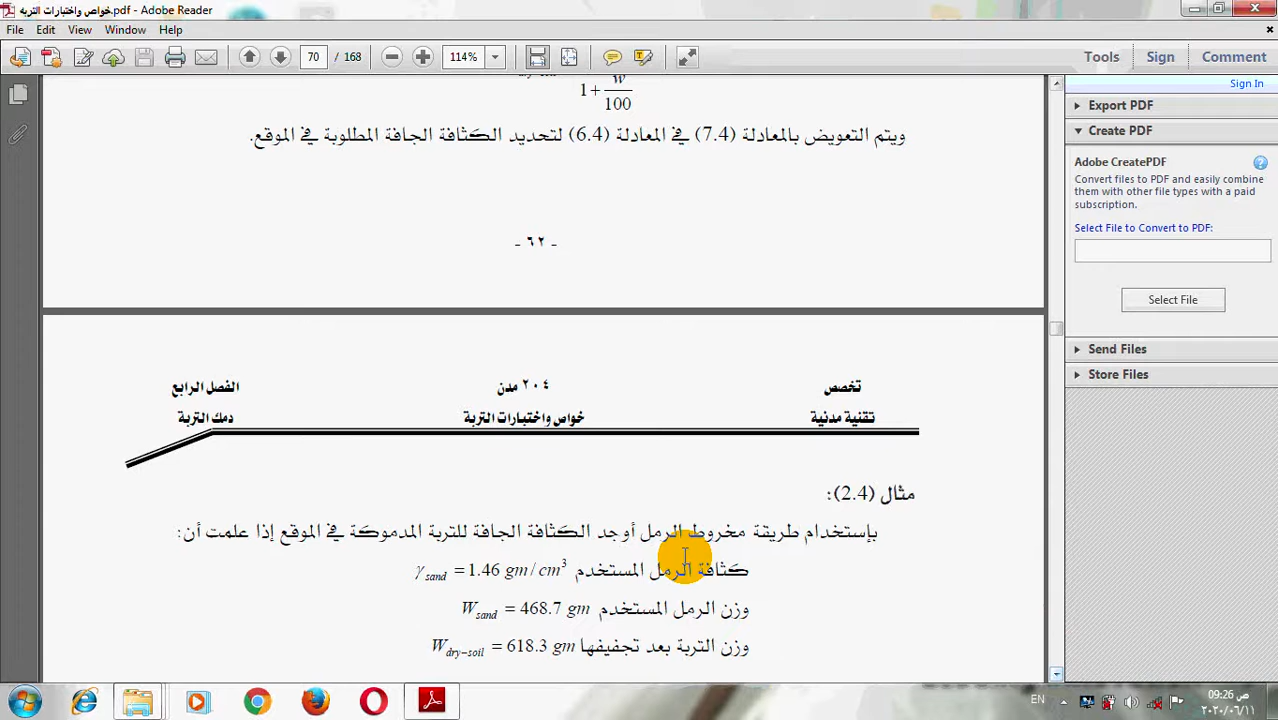 خواص واختبارات التربة.pdf - Adobe Reader
File Edit View Window Help
70 / 168 114% Tools Sign Comment
Sign In
1 + w
100
ويتم التعويض بالمعادلة (7.4) في المعادلة (6.4) لتحديد الكثافة الجافة المطلوبة في الموقع.
- ٦٢ -
تخصص ٢٠٤ مدن الفصل الرابع
تقنية مدنية خواص واختبارات التربة دمك التربة
مثال (2.4):
بإستخدام طريقة مخروط الرمل أوجد الكثافة الجافة للتربة المدموكة في الموقع إذا علمت أن:
كثافة الرمل المستخدم γsand = 1.46 gm/cm³
وزن الرمل المستخدم Wsand = 468.7 gm
وزن التربة بعد تجفيفها Wdry-soil = 618.3 gm
Export PDF
Create PDF
Adobe CreatePDF
Convert files to PDF and easily combine
them with other file types with a paid
subscription.
Select File to Convert to PDF:
Select File
Send Files
Store Files
EN
09:26 ص
٢٠٢٠/٠٦/١١